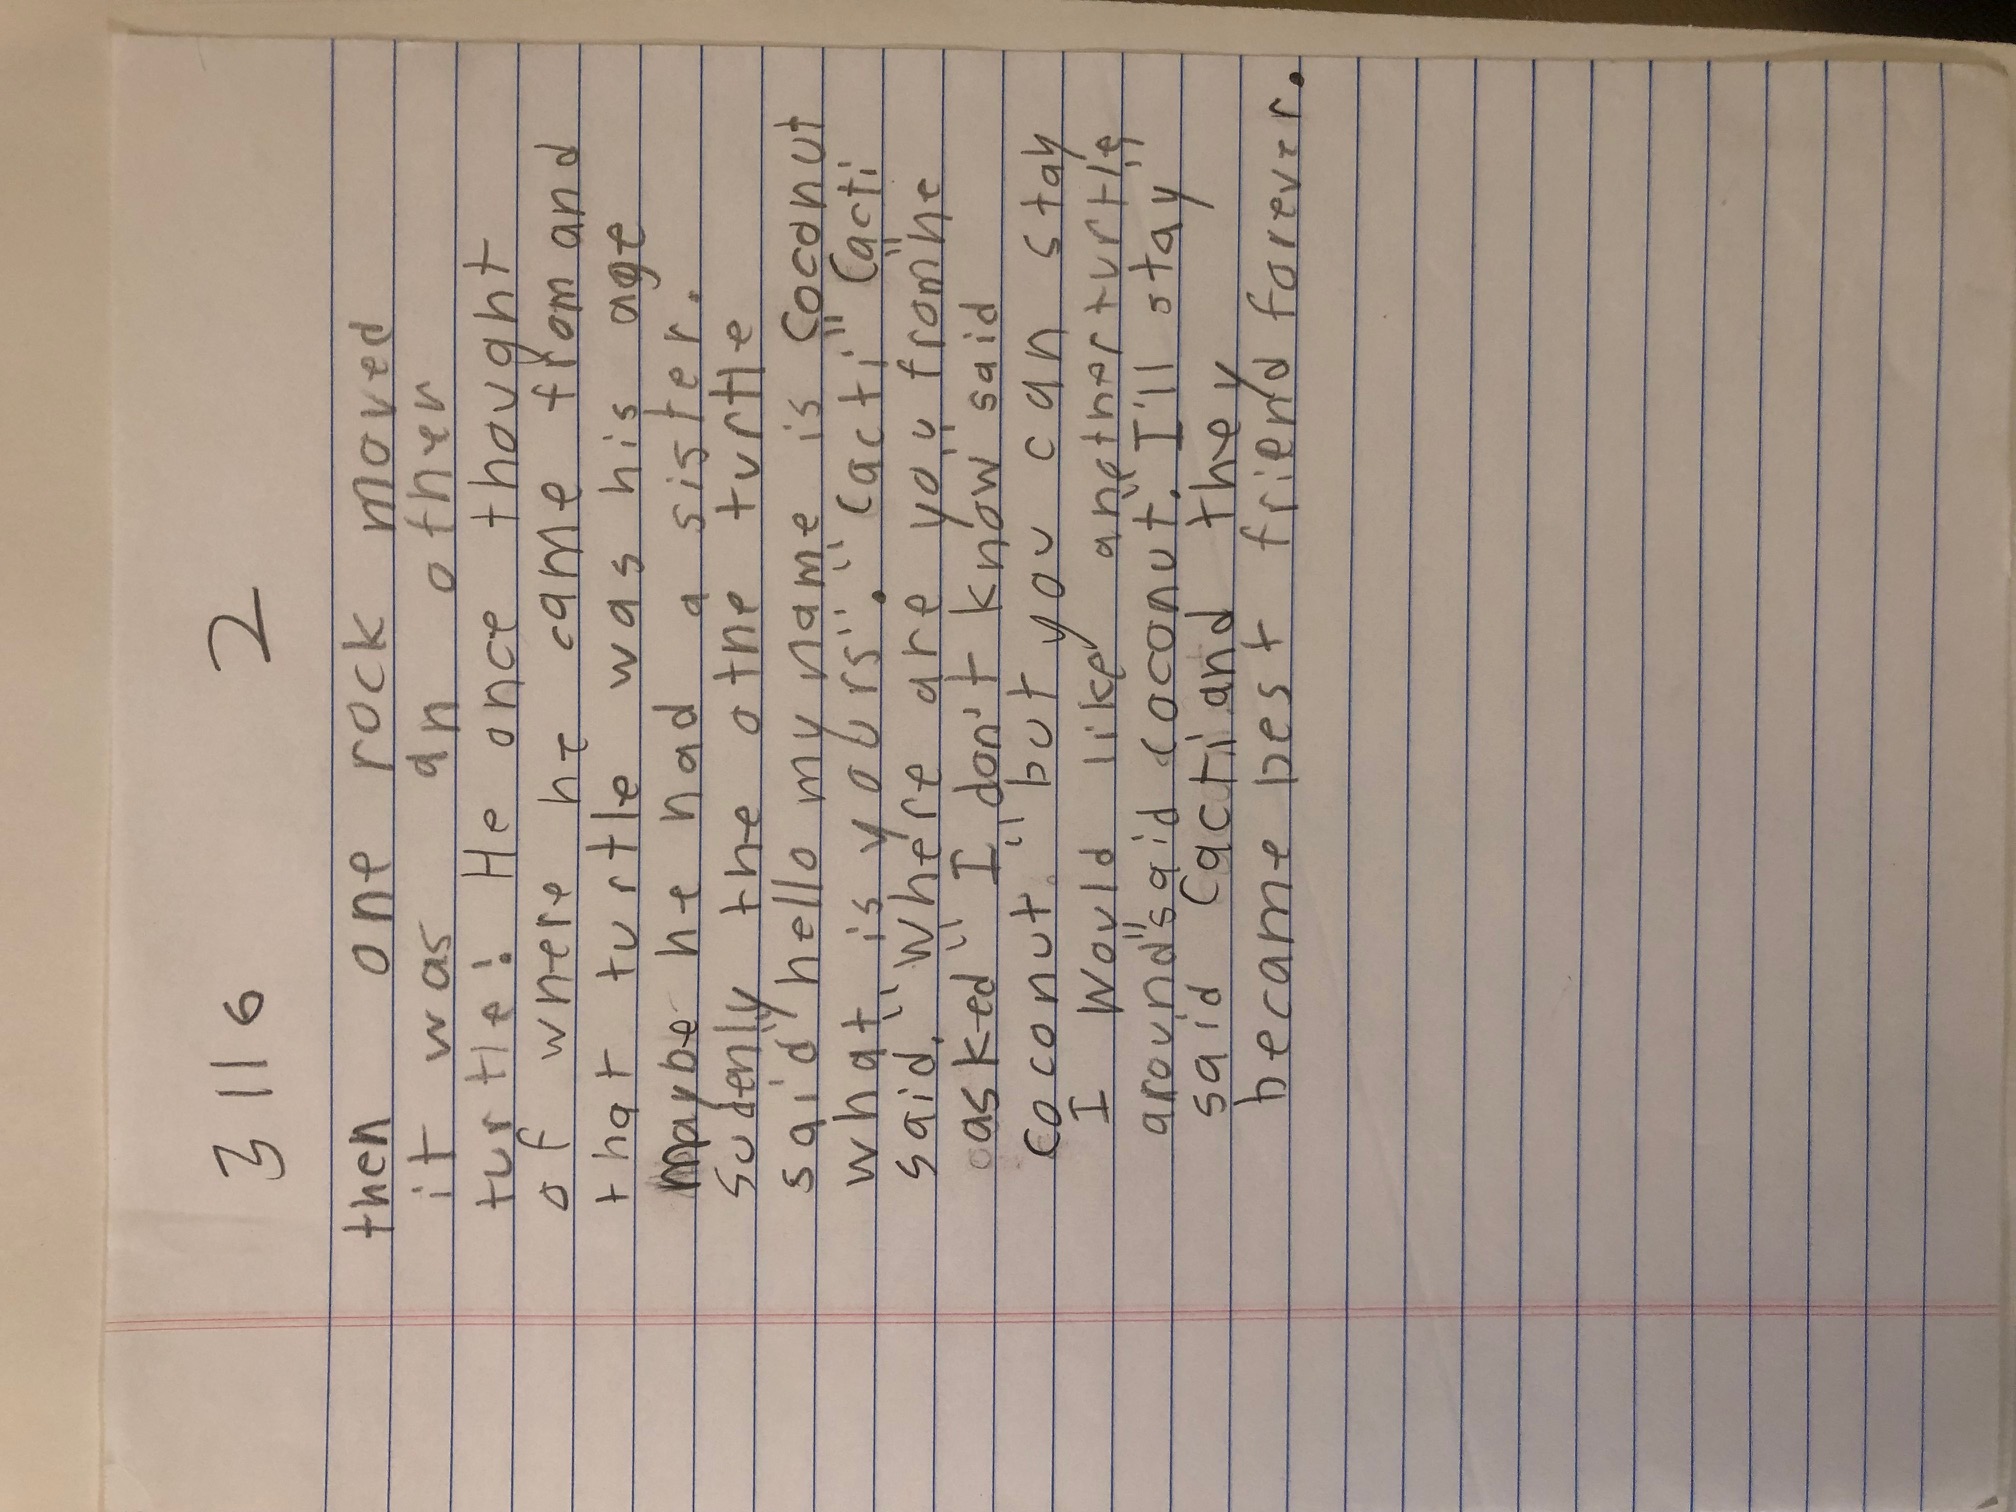 3116 2
then one rock moved
it was an other
turtle! He once thought
of where he came from and
that turtle was his age
maybe he had a sister.
Sudenly the othe turtle
said "hello my name is Coconut
what is yours". "Cacti" Cacti
said. "Where are you from" he
asked "I don't know" said
coconut. "but you can stay
I Would like another turtle
around" said coconut. "I'll stay"
said Cacti and they
became best friend forever.